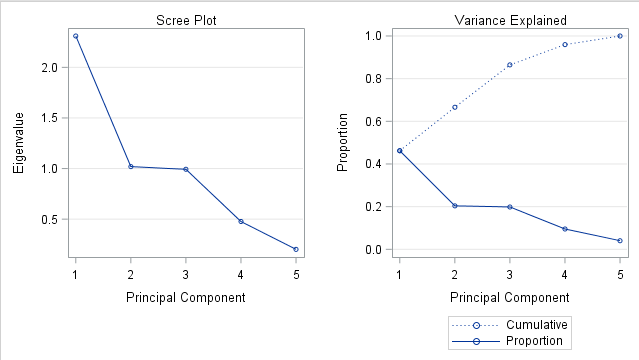 Scree Plot
Eigenvalue
2.0
1.5
1.0
0.5
1 2 3 4 5
Principal Component
Variance Explained
Proportion
1.0
0.8
0.6
0.4
0.2
0.0
1 2 3 4 5
Principal Component
Cumulative
Proportion